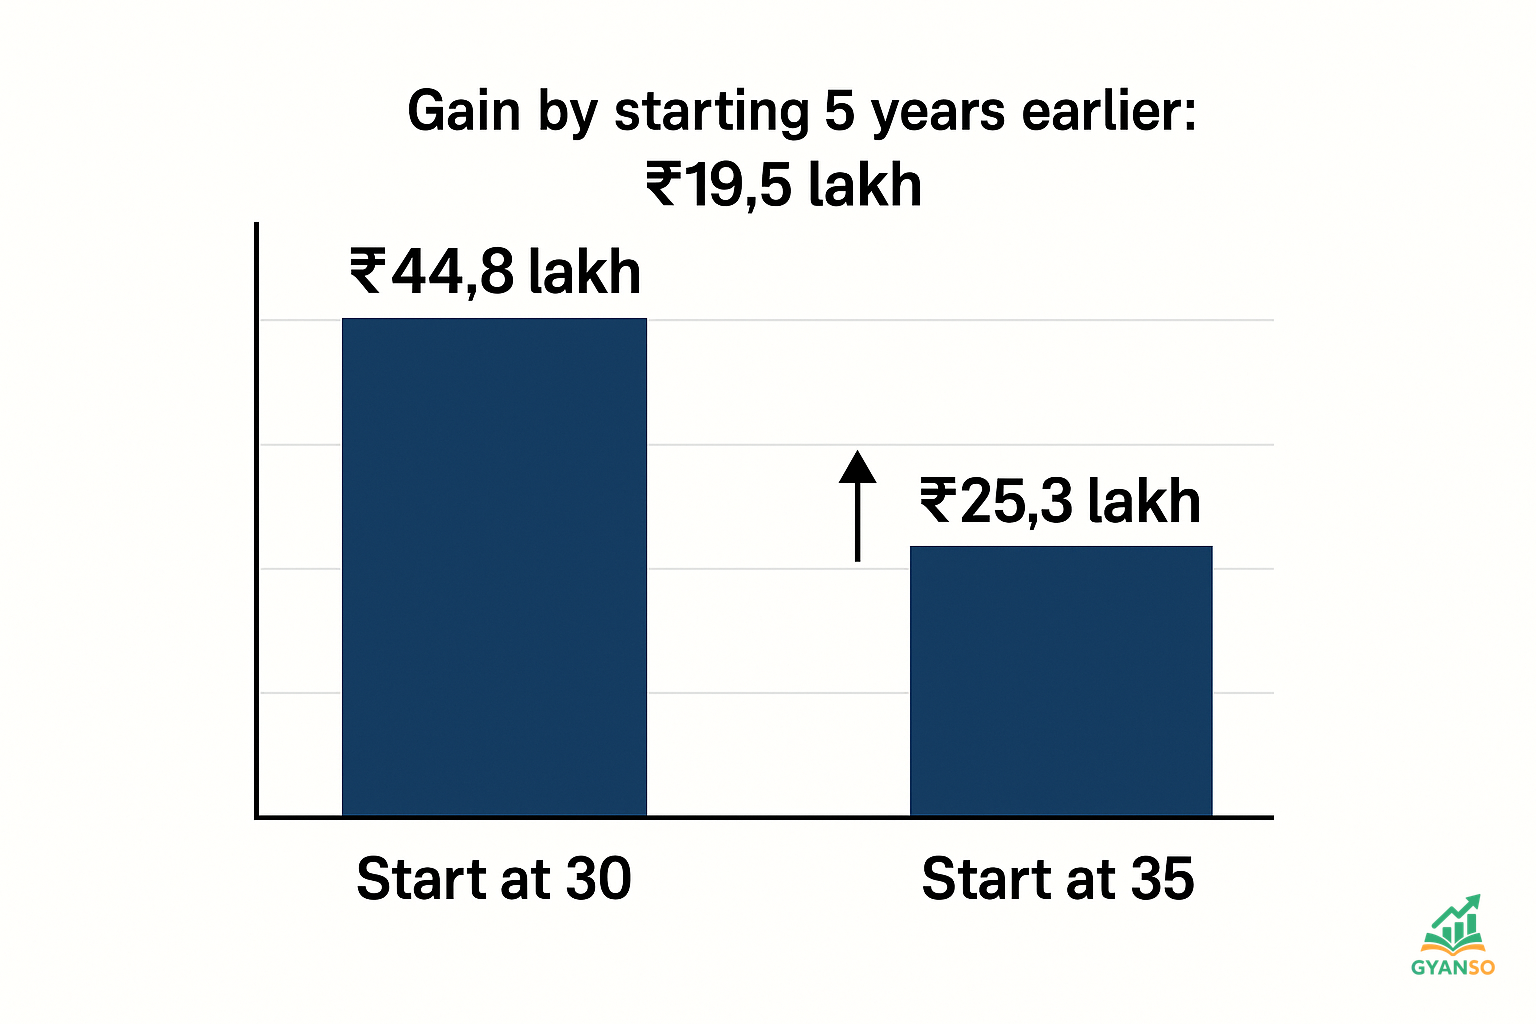 Gain by starting 5 years earlier:
₹19,5 lakh
₹44,8 lakh
₹25,3 lakh
Start at 30
Start at 35
GYANSO